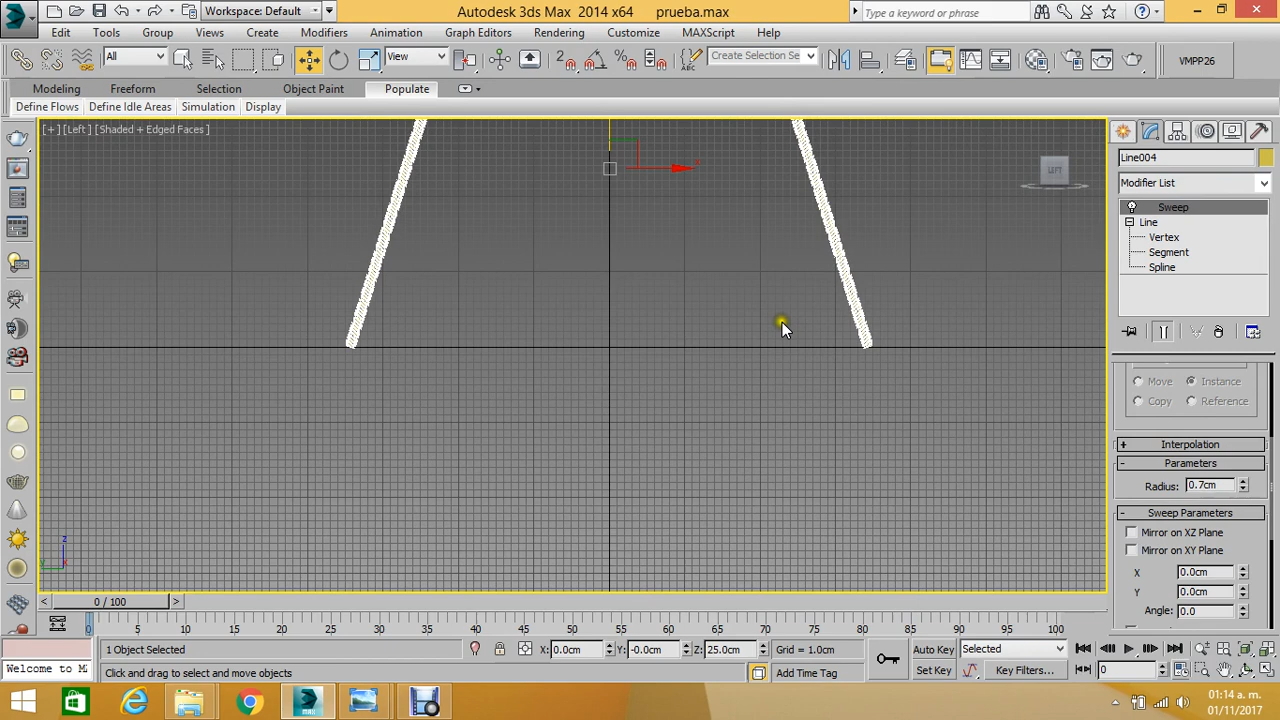 Workspace: Default
Autodesk 3ds Max 2014 x64 prueba.max
Type a keyword or phrase
Edit Tools Group Views Create Modifiers Animation Graph Editors Rendering Customize MAXScript Help
All
View
Create Selection Se
VMPP26
Modeling Freeform Selection Object Paint Populate
Define Flows Define Idle Areas Simulation Display
[+] [Left] [Shaded + Edged Faces ]
Line004
Modifier List
Sweep
Line
Vertex
Segment
Spline
Move Instance
Copy Reference
+ Interpolation
- Parameters
Radius: 0.7cm
- Sweep Parameters
Mirror on XZ Plane
Mirror on XY Plane
X 0.0cm
Y 0.0cm
Angle: 0.0
x
z
y x
< 0 / 100 >
0 5 10 15 20 25 30 35 40 45 50 55 60 65 70 75 80 85 90 95 100
1 Object Selected X: 0.0cm Y: -0.0cm Z: 25.0cm Grid = 1.0cm Auto Key Selected
Welcome to M Click and drag to select and move objects Add Time Tag Set Key Key Filters... 0
MAX
01:14 a. m.
01/11/2017